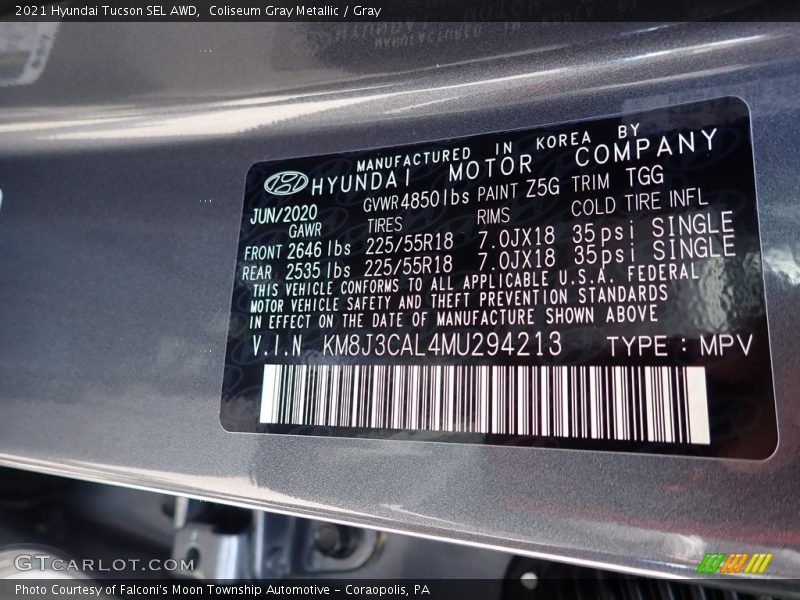 2021 Hyundai Tucson SEL AWD, Coliseum Gray Metallic / Gray
MANUFACTURED IN KOREA BY
HYUNDAI MOTOR COMPANY
JUN/2020 GVWR 4850 lbs PAINT Z5G TRIM TGG
GAWR TIRES RIMS COLD TIRE INFL
FRONT 2646 lbs 225/55R18 7.0JX18 35psi SINGLE
REAR 2535 lbs 225/55R18 7.0JX18 35psi SINGLE
THIS VEHICLE CONFORMS TO ALL APPLICABLE U.S.A. FEDERAL
MOTOR VEHICLE SAFETY AND THEFT PREVENTION STANDARDS
IN EFFECT ON THE DATE OF MANUFACTURE SHOWN ABOVE
V.I.N KM8J3CAL4MU294213 TYPE : MPV
GTCARLOT.COM
Photo Courtesy of Falconi's Moon Township Automotive – Coraopolis, PA